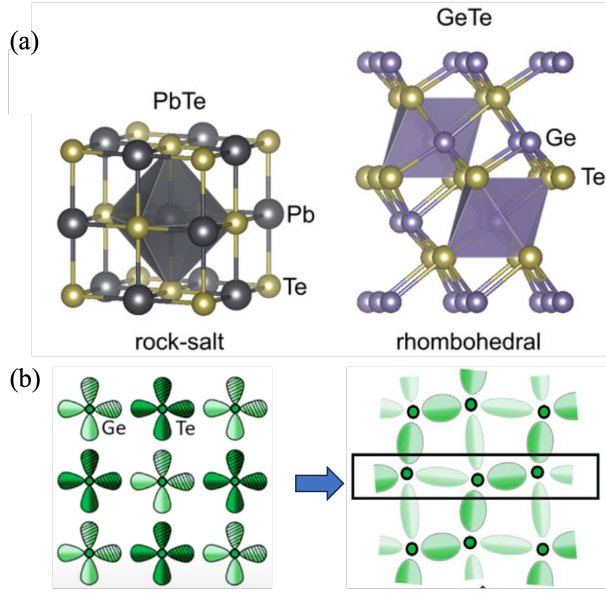 (a)
GeTe
PbTe
Ge
Te
Pb
Te
rock-salt
rhombohedral
(b)
Ge
Te